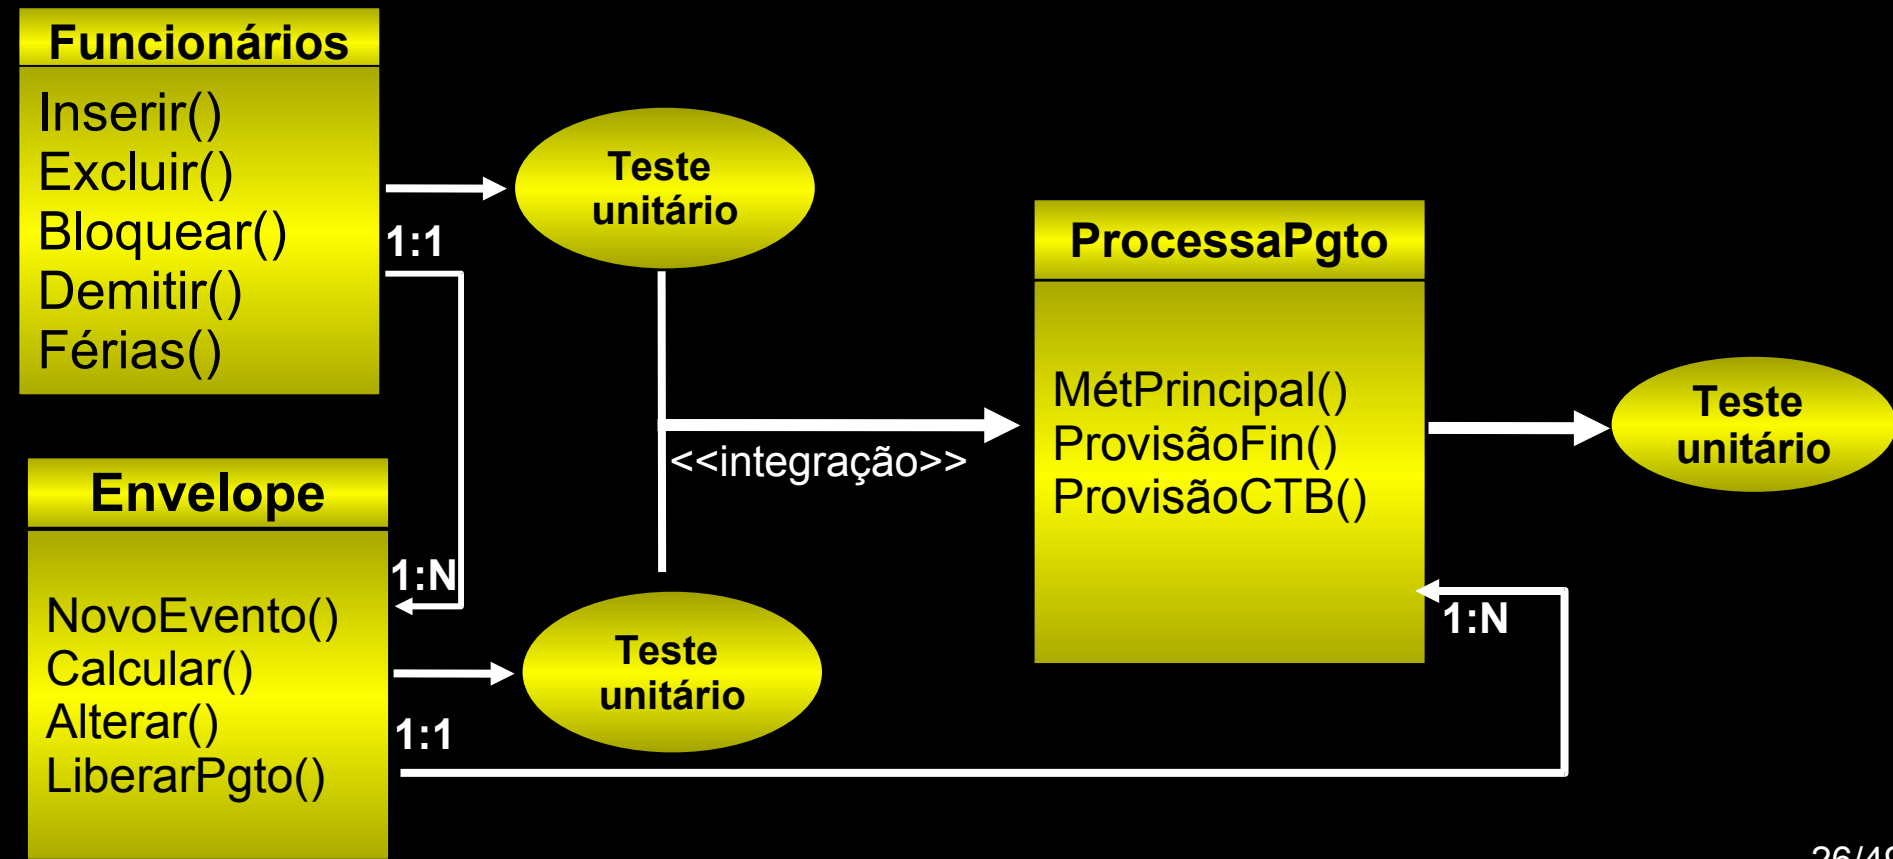 Funcionários
Inserir()
Excluir()
Bloquear()
Demitir()
Férias()
1:1
Teste
unitário
Envelope
NovoEvento()
Calcular()
Alterar()
LiberarPgto()
1:N
1:1
Teste
unitário
<<integração>>
ProcessaPgto
MétPrincipal()
ProvisãoFin()
ProvisãoCTB()
1:N
Teste
unitário